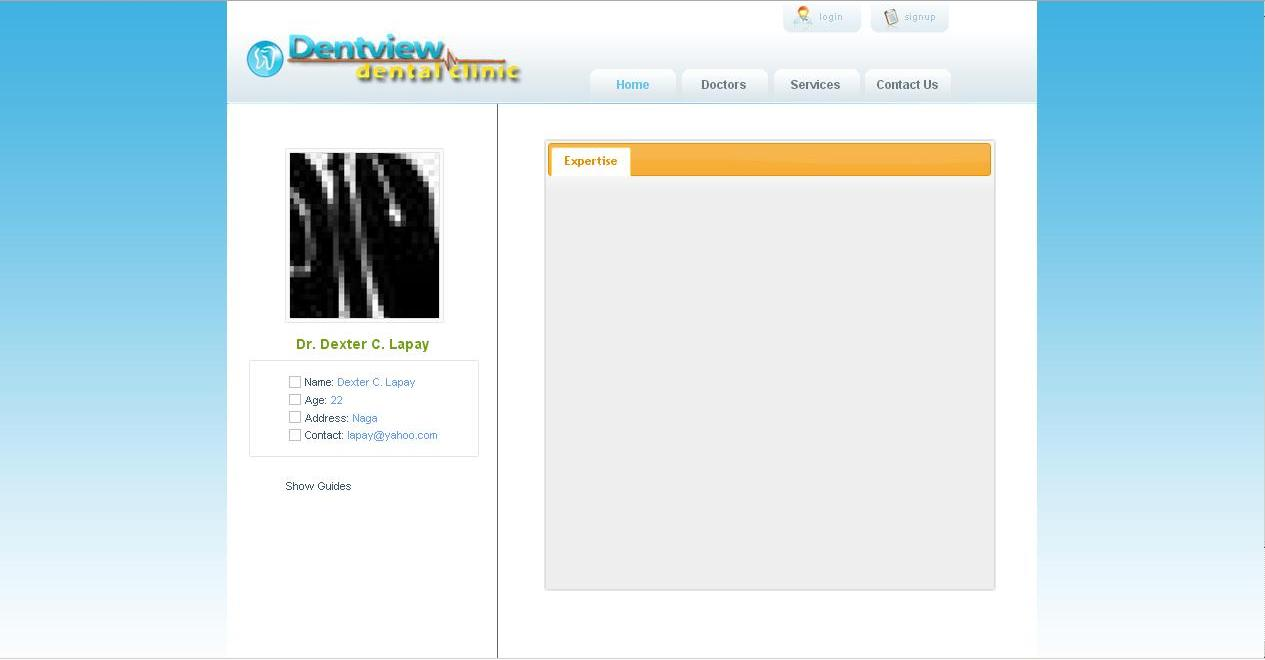 login
signup
Dentview
dental clinic
Home
Doctors
Services
Contact Us
Expertise
Dr. Dexter C. Lapay
Name: Dexter C. Lapay
Age: 22
Address: Naga
Contact: lapay@yahoo.com
Show Guides